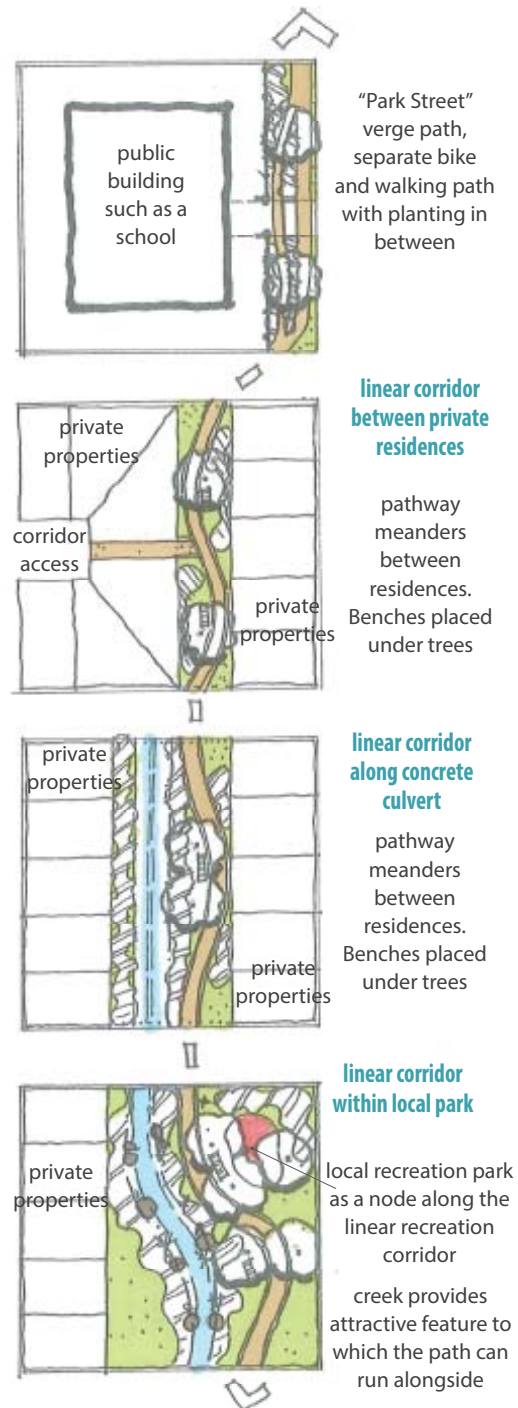 public
building
such as a
school
“Park Street”
verge path,
separate bike
and walking path
with planting in
between
linear corridor
between private
residences
private
properties
corridor
access
private
properties
pathway
meanders
between
residences.
Benches placed
under trees
linear corridor
along concrete
culvert
private
properties
private
properties
pathway
meanders
between
residences.
Benches placed
under trees
linear corridor
within local park
private
properties
local recreation park
as a node along the
linear recreation
corridor
creek provides
attractive feature to
which the path can
run alongside